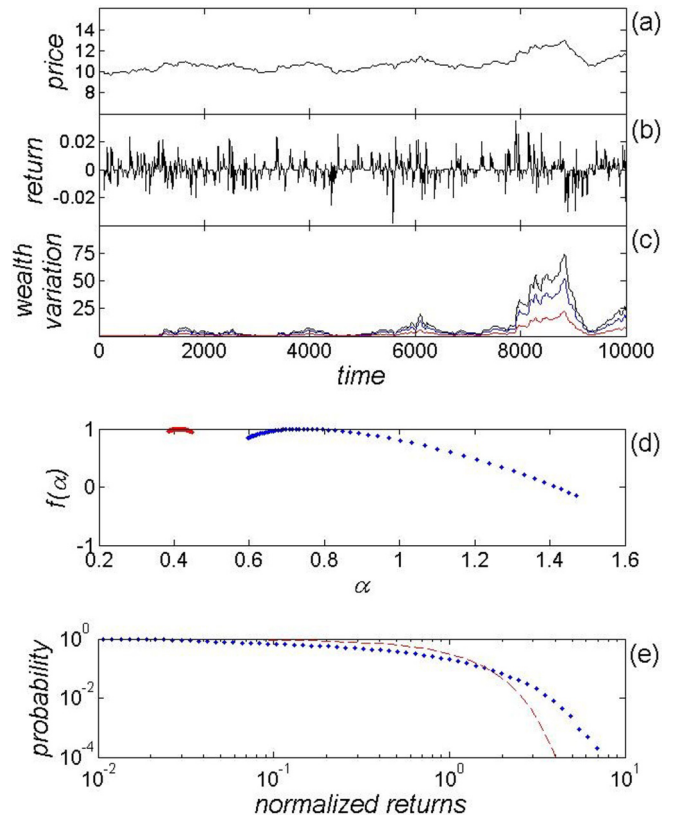 (a)
price
14
12
10
8
(b)
return
0.02
0
-0.02
(c)
wealth
variation
75
50
25
0 2000 4000 6000 8000 10000
time
(d)
f(α)
1
0
-1
0.2 0.4 0.6 0.8 1 1.2 1.4 1.6
α
(e)
probability
10^0
10^-2
10^-4
10^-2 10^-1 10^0 10^1
normalized returns